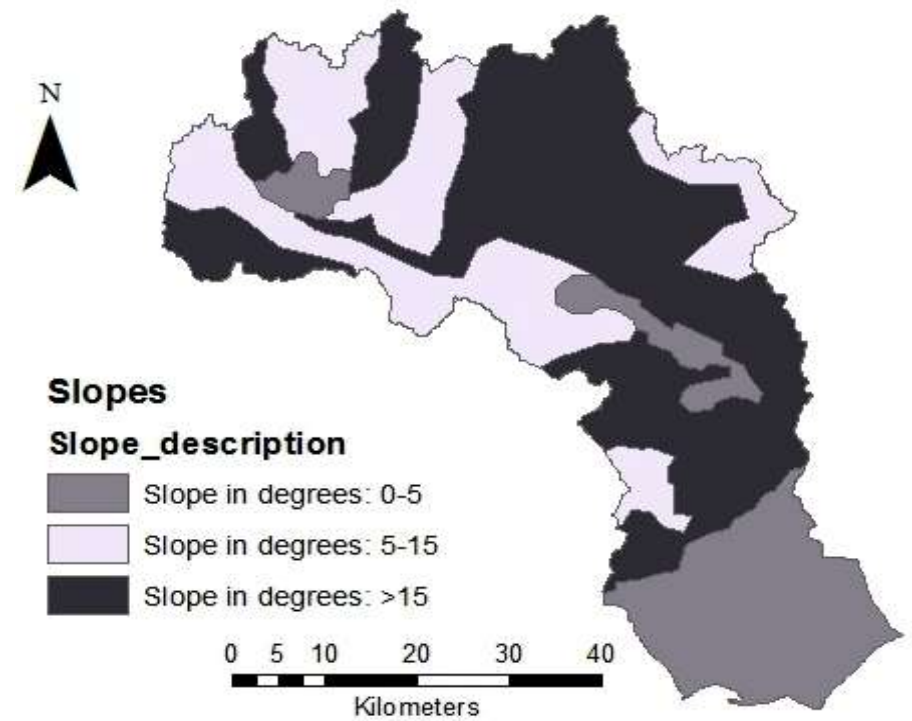 N
Slopes
Slope_description
Slope in degrees: 0-5
Slope in degrees: 5-15
Slope in degrees: >15
0 5 10 20 30 40
Kilometers